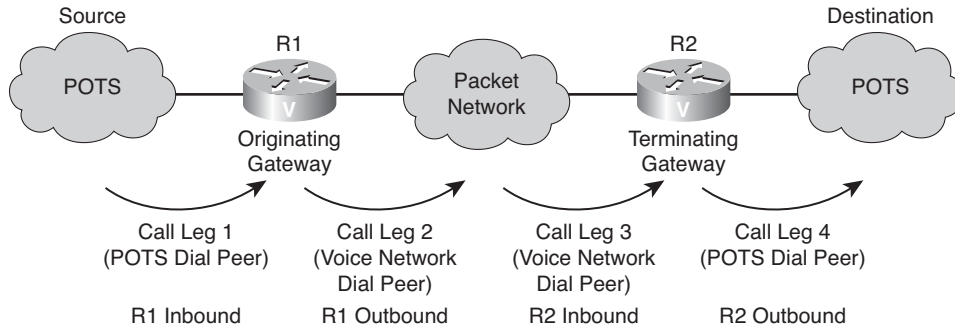 Source
Destination
R1
R2
POTS
Packet
Network
POTS
V
V
Originating
Gateway
Terminating
Gateway
Call Leg 1
(POTS Dial Peer)
Call Leg 2
(Voice Network
Dial Peer)
Call Leg 3
(Voice Network
Dial Peer)
Call Leg 4
(POTS Dial Peer)
R1 Inbound
R1 Outbound
R2 Inbound
R2 Outbound